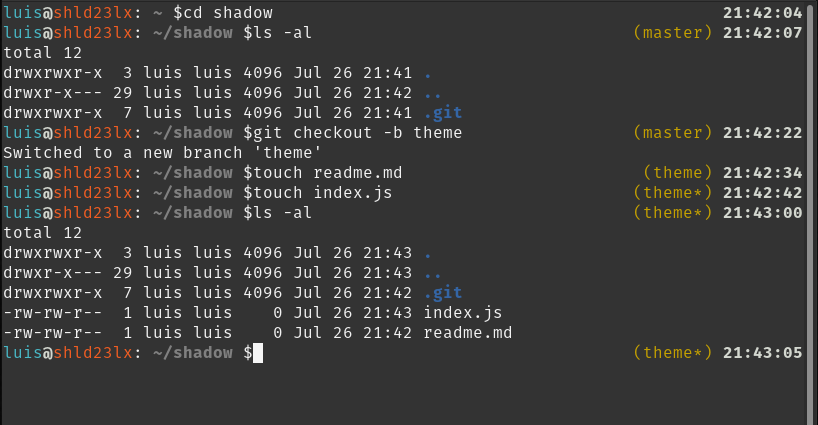 luis@shld23lx: ~ $cd shadow 21:42:04
luis@shld23lx: ~/shadow $ls -al (master) 21:42:07
total 12
drwxrwxr-x  3 luis luis 4096 Jul 26 21:41 .
drwxr-x--- 29 luis luis 4096 Jul 26 21:42 ..
drwxrwxr-x  7 luis luis 4096 Jul 26 21:41 .git
luis@shld23lx: ~/shadow $git checkout -b theme (master) 21:42:22
Switched to a new branch 'theme'
luis@shld23lx: ~/shadow $touch readme.md (theme) 21:42:34
luis@shld23lx: ~/shadow $touch index.js (theme*) 21:42:42
luis@shld23lx: ~/shadow $ls -al (theme*) 21:43:00
total 12
drwxrwxr-x  3 luis luis 4096 Jul 26 21:43 .
drwxr-x--- 29 luis luis 4096 Jul 26 21:43 ..
drwxrwxr-x  7 luis luis 4096 Jul 26 21:42 .git
-rw-rw-r--  1 luis luis    0 Jul 26 21:43 index.js
-rw-rw-r--  1 luis luis    0 Jul 26 21:42 readme.md
luis@shld23lx: ~/shadow $ (theme*) 21:43:05